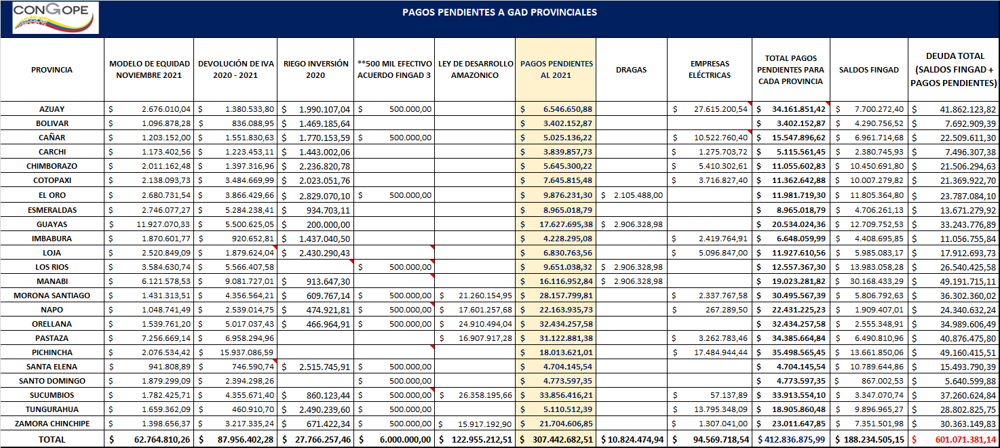 CONGOPE
PAGOS PENDIENTES A GAD PROVINCIALES
PROVINCIA | MODELO DE EQUIDAD NOVIEMBRE 2021 | DEVOLUCIÓN DE IVA 2020 - 2021 | RIEGO INVERSIÓN 2020 | **500 MIL EFECTIVO ACUERDO FINGAD 3 | LEY DE DESARROLLO AMAZONICO | PAGOS PENDIENTES AL 2021 | DRAGAS | EMPRESAS ELÉCTRICAS | TOTAL PAGOS PENDIENTES PARA CADA PROVINCIA | SALDOS FINGAD | DEUDA TOTAL (SALDOS FINGAD + PAGOS PENDIENTES)
AZUAY $ 2.676.010,04 $ 1.380.533,80 $ 1.990.107,04 $ 500.000,00 $ 6.546.650,88 $ 27.615.200,54 $ 34.161.851,42 $ 7.700.272,40 $ 41.862.123,82
BOLIVAR $ 1.096.878,28 $ 836.088,95 $ 1.469.185,64 $ 3.402.152,87 $ 3.402.152,87 $ 4.290.756,52 $ 7.692.909,39
CAÑAR $ 1.203.152,00 $ 1.551.830,63 $ 1.770.153,59 $ 500.000,00 $ 5.025.136,22 $ 10.522.760,40 $ 15.547.896,62 $ 6.961.714,68 $ 22.509.611,30
CARCHI $ 1.173.402,56 $ 1.223.453,11 $ 1.443.002,06 $ 3.839.857,73 $ 1.275.703,72 $ 5.115.561,45 $ 2.380.745,93 $ 7.496.307,38
CHIMBORAZO $ 2.011.162,48 $ 1.397.316,96 $ 2.236.820,78 $ 5.645.300,22 $ 5.410.302,61 $ 11.055.602,83 $ 10.450.691,80 $ 21.506.294,63
COTOPAXI $ 2.138.093,73 $ 3.484.669,99 $ 2.023.051,76 $ 7.645.815,48 $ 3.716.827,40 $ 11.362.642,88 $ 10.007.279,82 $ 21.369.922,70
EL ORO $ 2.680.731,54 $ 3.866.429,66 $ 2.829.070,10 $ 500.000,00 $ 9.876.231,30 $ 2.105.488,00 $ 11.981.719,30 $ 11.805.364,80 $ 23.787.084,10
ESMERALDAS $ 2.746.077,27 $ 5.284.238,41 $ 934.703,11 $ 8.965.018,79 $ 8.965.018,79 $ 4.706.261,13 $ 13.671.279,92
GUAYAS $ 11.927.070,33 $ 5.500.625,05 $ 200.000,00 $ 17.627.695,38 $ 2.906.328,98 $ 20.534.024,36 $ 12.709.752,53 $ 33.243.776,89
IMBABURA $ 1.870.601,77 $ 920.652,81 $ 1.437.040,50 $ 4.228.295,08 $ 2.419.764,91 $ 6.648.059,99 $ 4.408.695,85 $ 11.056.755,84
LOJA $ 2.520.849,09 $ 1.879.624,04 $ 2.430.290,43 $ 6.830.763,56 $ 5.096.847,00 $ 11.927.610,56 $ 5.985.083,17 $ 17.912.693,73
LOS RIOS $ 3.584.630,74 $ 5.566.407,58 $ 500.000,00 $ 9.651.038,32 $ 2.906.328,98 $ 12.557.367,30 $ 13.983.058,28 $ 26.540.425,58
MANABI $ 6.121.578,53 $ 9.081.727,01 $ 913.647,30 $ 16.116.952,84 $ 2.906.328,98 $ 19.023.281,82 $ 30.168.433,29 $ 49.191.715,11
MORONA SANTIAGO $ 1.431.313,51 $ 4.356.564,21 $ 609.767,14 $ 500.000,00 $ 21.260.154,95 $ 28.157.799,81 $ 2.337.767,58 $ 30.495.567,39 $ 5.806.792,63 $ 36.302.360,02
NAPO $ 1.048.741,49 $ 2.539.014,75 $ 474.921,81 $ 500.000,00 $ 17.601.257,68 $ 22.163.935,73 $ 267.289,50 $ 22.431.225,23 $ 1.909.407,01 $ 24.340.632,24
ORELLANA $ 1.539.761,20 $ 5.017.037,43 $ 466.964,91 $ 500.000,00 $ 24.910.494,04 $ 32.434.257,58 $ 32.434.257,58 $ 2.555.348,91 $ 34.989.606,49
PASTAZA $ 7.256.669,14 $ 6.958.294,96 $ 16.907.917,28 $ 31.122.881,38 $ 3.262.783,46 $ 34.385.664,84 $ 6.490.810,96 $ 40.876.475,80
PICHINCHA $ 2.076.534,42 $ 15.937.086,59 $ 18.013.621,01 $ 17.484.944,44 $ 35.498.565,45 $ 13.661.850,06 $ 49.160.415,51
SANTA ELENA $ 941.808,89 $ 746.590,74 $ 2.515.745,91 $ 500.000,00 $ 4.704.145,54 $ 4.704.145,54 $ 10.789.644,86 $ 15.493.790,39
SANTO DOMINGO $ 1.879.299,09 $ 2.394.298,26 $ 500.000,00 $ 4.773.597,35 $ 4.773.597,35 $ 867.002,53 $ 5.640.599,88
SUCUMBIOS $ 1.782.425,71 $ 4.355.671,40 $ 860.123,44 $ 500.000,00 $ 26.358.195,66 $ 33.856.416,21 $ 57.137,89 $ 33.913.554,10 $ 3.347.070,74 $ 37.260.624,84
TUNGURAHUA $ 1.659.362,09 $ 460.910,70 $ 2.490.239,60 $ 500.000,00 $ 5.110.512,39 $ 13.795.348,09 $ 18.905.860,48 $ 9.896.965,27 $ 28.802.825,75
ZAMORA CHINCHIPE $ 1.398.656,37 $ 3.217.335,24 $ 671.422,34 $ 500.000,00 $ 15.917.192,90 $ 21.704.606,85 $ 1.307.041,00 $ 23.011.647,85 $ 7.351.501,98 $ 30.363.149,83
TOTAL $ 62.764.810,26 $ 87.956.402,28 $ 27.766.257,46 $ 6.000.000,00 $ 122.955.212,51 $ 307.442.682,51 $ 10.824.474,94 $ 94.569.718,54 $ 412.836.875,99 $ 188.234.505,15 $ 601.071.381,14